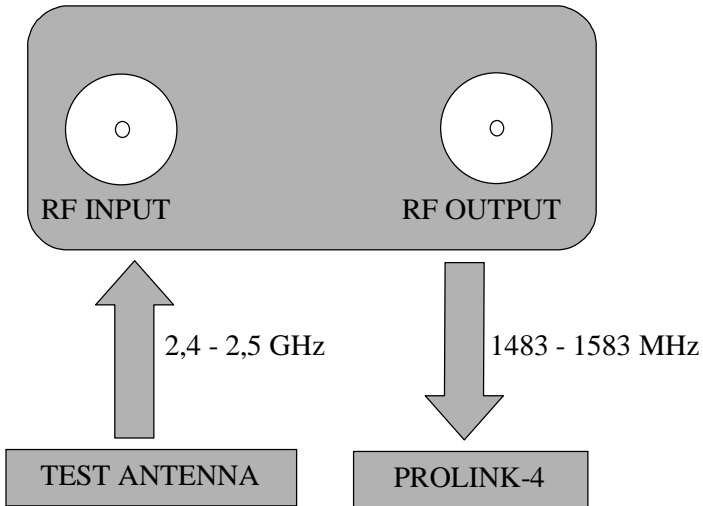 RF INPUT
RF OUTPUT
2,4 - 2,5 GHz
1483 - 1583 MHz
TEST ANTENNA
PROLINK-4